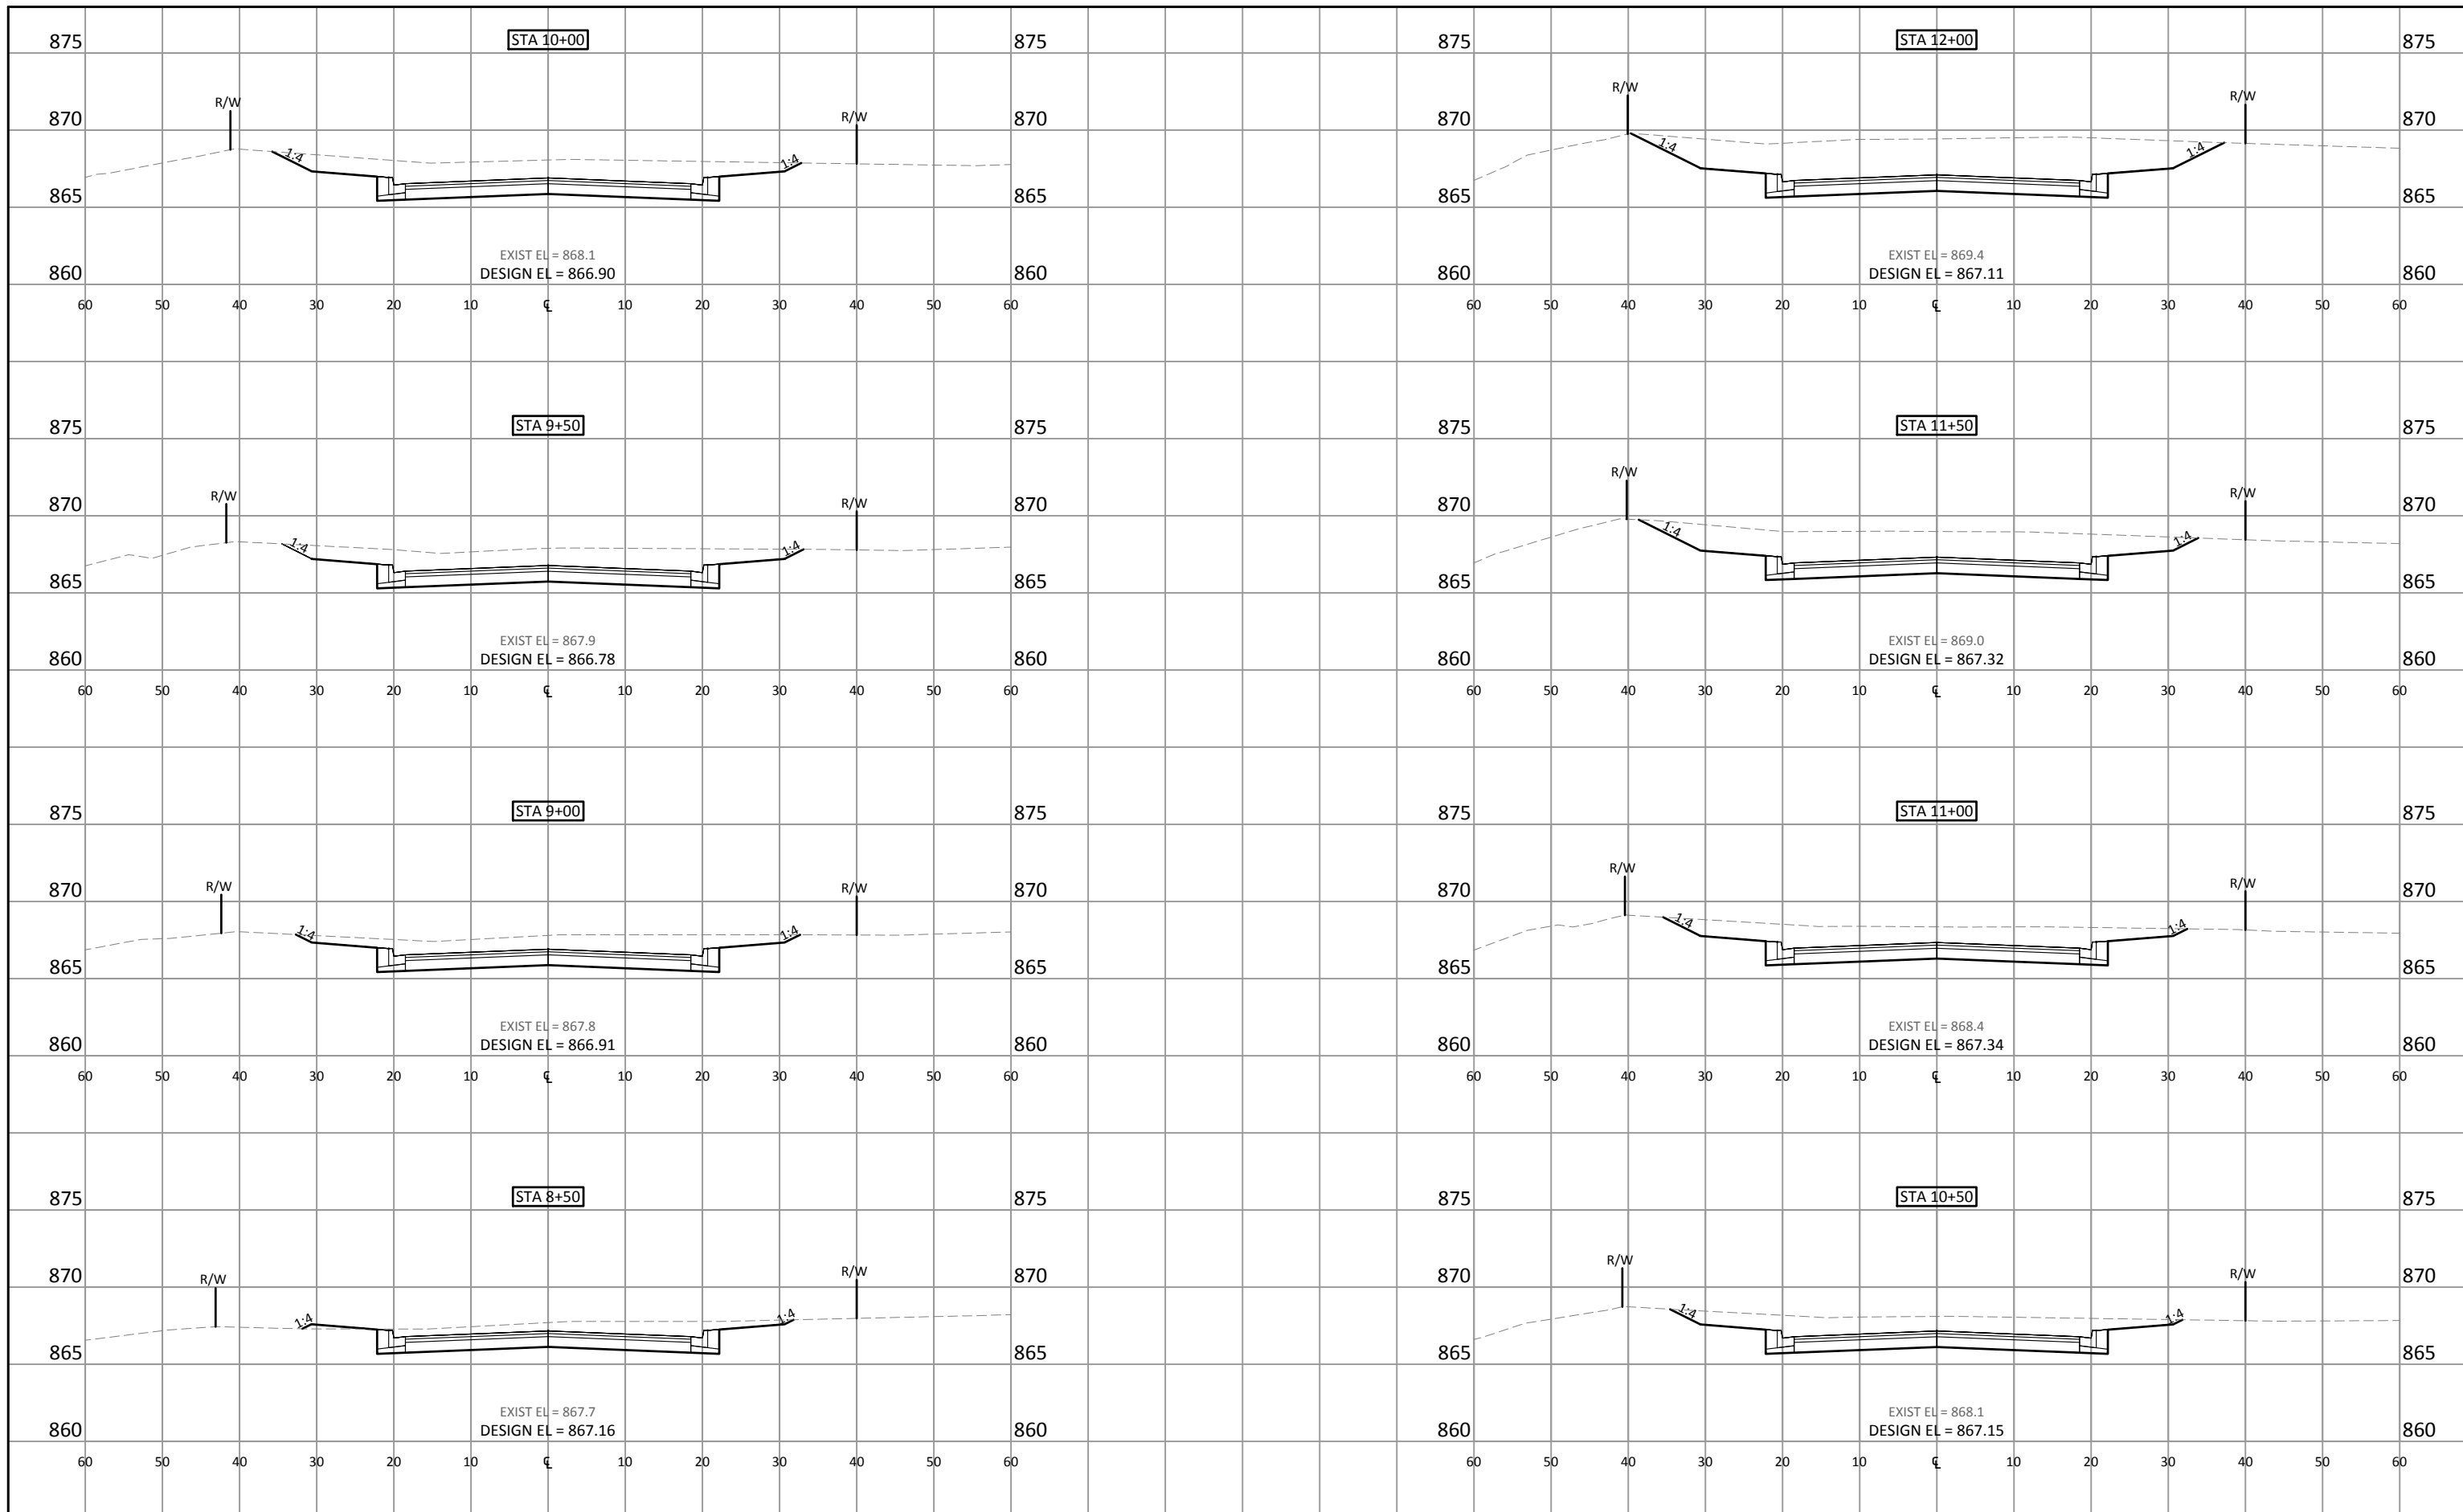 875 STA 10+00 875
R/W R/W
870 870
1:4 1:4
865 865
EXIST EL = 868.1
DESIGN EL = 866.90
860 860
60 50 40 30 20 10 ℄ 10 20 30 40 50 60
875 STA 9+50 875
R/W R/W
870 870
1:4 1:4
865 865
EXIST EL = 867.9
DESIGN EL = 866.78
860 860
60 50 40 30 20 10 ℄ 10 20 30 40 50 60
875 STA 9+00 875
R/W R/W
870 870
1:4 1:4
865 865
EXIST EL = 867.8
DESIGN EL = 866.91
860 860
60 50 40 30 20 10 ℄ 10 20 30 40 50 60
875 STA 8+50 875
R/W R/W
870 870
1:4 1:4
865 865
EXIST EL = 867.7
DESIGN EL = 867.16
860 860
60 50 40 30 20 10 ℄ 10 20 30 40 50 60
875 STA 12+00 875
R/W R/W
870 870
1:4 1:4
865 865
EXIST EL = 869.4
DESIGN EL = 867.11
860 860
60 50 40 30 20 10 ℄ 10 20 30 40 50 60
875 STA 11+50 875
R/W R/W
870 870
1:4 1:4
865 865
EXIST EL = 869.0
DESIGN EL = 867.32
860 860
60 50 40 30 20 10 ℄ 10 20 30 40 50 60
875 STA 11+00 875
R/W R/W
870 870
1:4 1:4
865 865
EXIST EL = 868.4
DESIGN EL = 867.34
860 860
60 50 40 30 20 10 ℄ 10 20 30 40 50 60
875 STA 10+50 875
R/W R/W
870 870
1:4 1:4
865 865
EXIST EL = 868.1
DESIGN EL = 867.15
860 860
60 50 40 30 20 10 ℄ 10 20 30 40 50 60